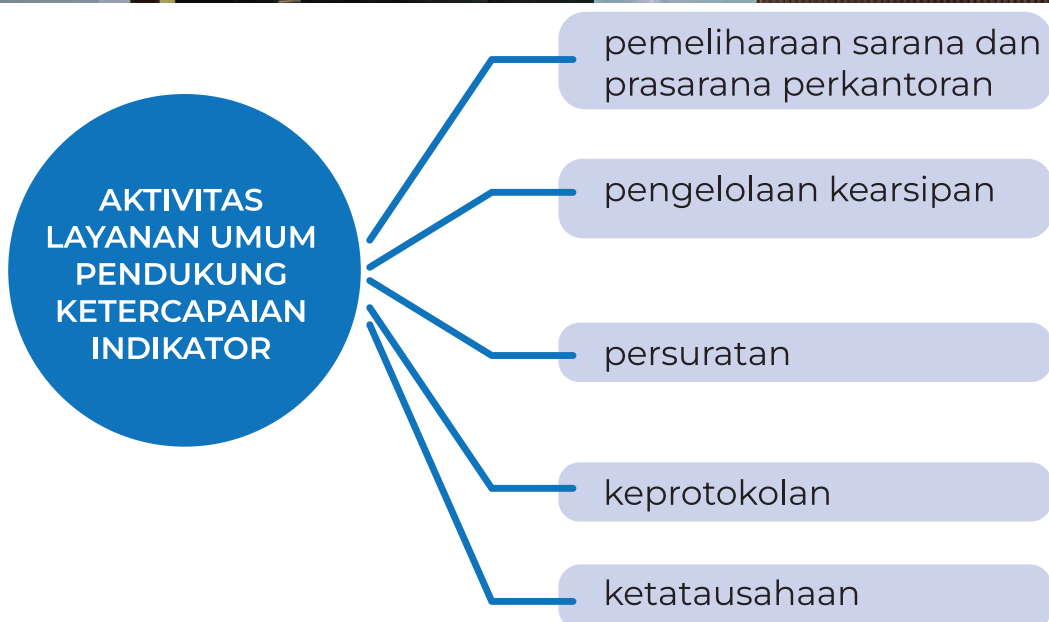 AKTIVITAS
LAYANAN UMUM
PENDUKUNG
KETERCAPAIAN
INDIKATOR
pemeliharaan sarana dan
prasarana perkantoran
pengelolaan kearsipan
persuratan
keprotokolan
ketatausahaan